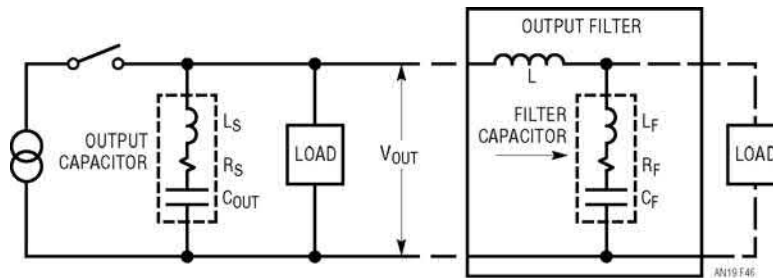 OUTPUT FILTER
L
OUTPUT
CAPACITOR
LS
RS
COUT
LOAD
VOUT
FILTER
CAPACITOR
LF
RF
CF
LOAD
AN19 F46